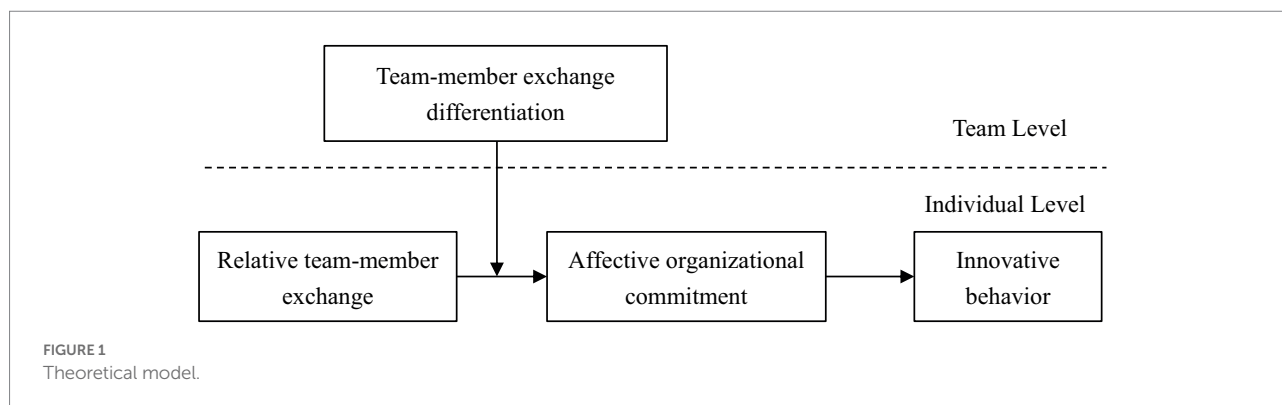 Team-member exchange
differentiation
Team Level
Individual Level
Relative team-member
exchange
Affective organizational
commitment
Innovative
behavior
FIGURE 1
Theoretical model.